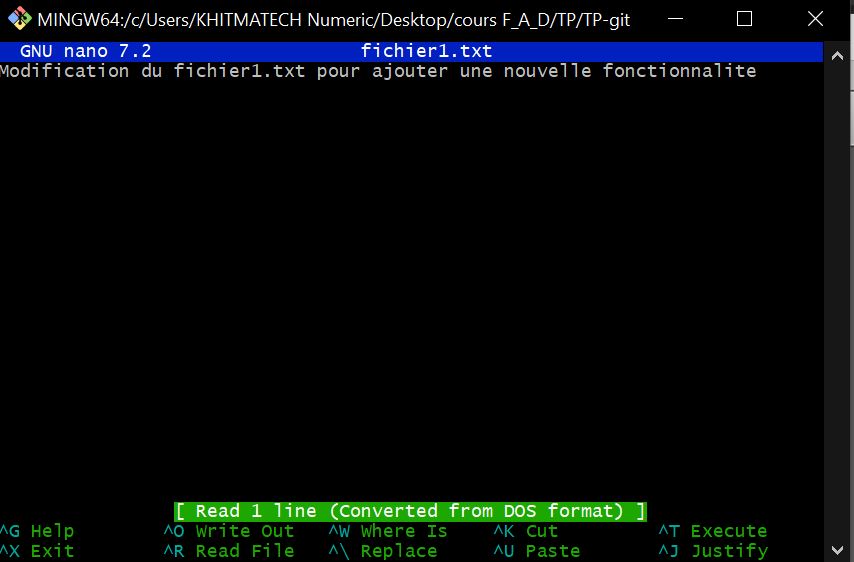 MINGW64:/c/Users/KHITMATECH Numeric/Desktop/cours F_A_D/TP/TP-git
GNU nano 7.2 fichier1.txt
Modification du fichier1.txt pour ajouter une nouvelle fonctionnalite
[ Read 1 line (Converted from DOS format) ]
^G Help ^O Write Out ^W Where Is ^K Cut ^T Execute
^X Exit ^R Read File ^\ Replace ^U Paste ^J Justify